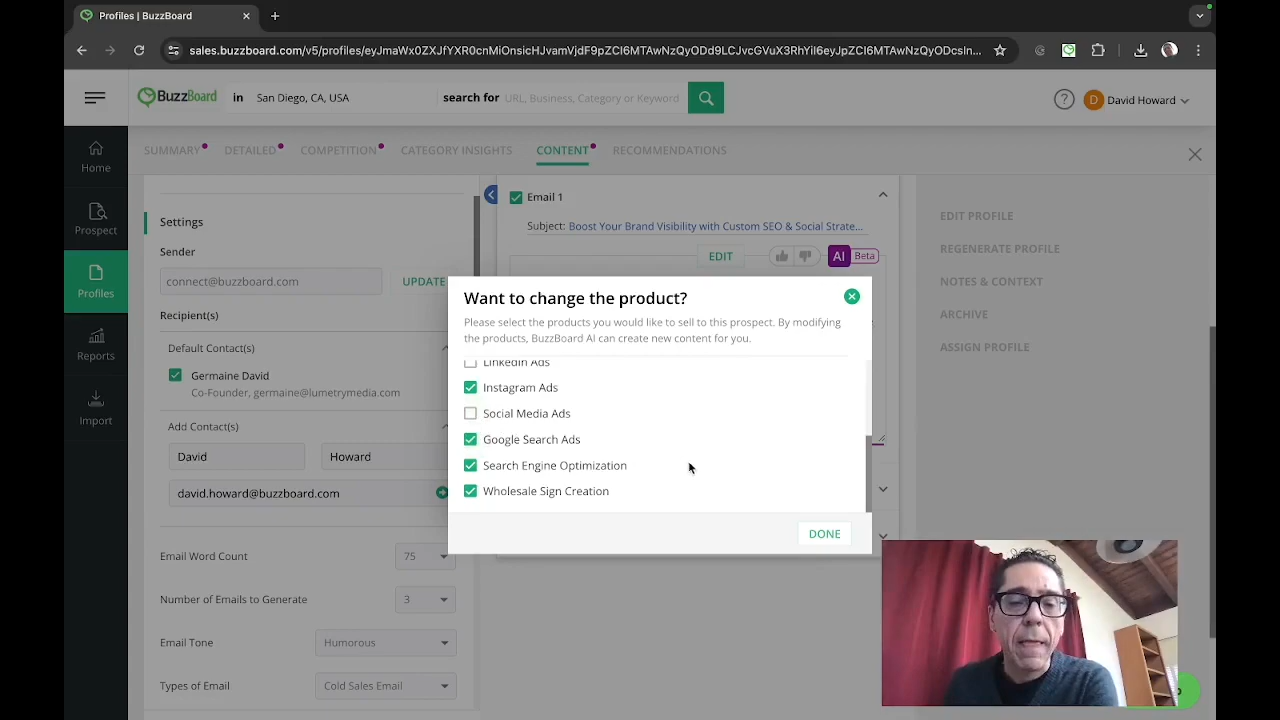 Profiles | BuzzBoard
sales.buzzboard.com/v5/profiles/eyJmaWx0ZXJfYXR0cnMiOnsicHJvamVjdF9pZCI6MTAwNzQyODd9LCJvcGVuX3RhYiI6eyJpZCI6MTAwNzQyODcsIn...
BuzzBoard in San Diego, CA, USA search for URL, Business, Category or Keyword
? D David Howard
SUMMARY DETAILED COMPETITION CATEGORY INSIGHTS CONTENT RECOMMENDATIONS
Home
Prospect
Profiles
Reports
Import
Settings
Sender
connect@buzzboard.com UPDATE
Recipient(s)
Default Contact(s)
Germaine David
Co-Founder, germaine@lumetrymedia.com
Add Contact(s)
David Howard
david.howard@buzzboard.com
Email Word Count 75
Number of Emails to Generate 3
Email Tone Humorous
Types of Email Cold Sales Email
Email 1
Subject: Boost Your Brand Visibility with Custom SEO & Social Strate...
EDIT AI Beta
Want to change the product?
Please select the products you would like to sell to this prospect. By modifying
the products, BuzzBoard AI can create new content for you.
LinkedIn Ads
Instagram Ads
Social Media Ads
Google Search Ads
Search Engine Optimization
Wholesale Sign Creation
DONE
EDIT PROFILE
REGENERATE PROFILE
NOTES & CONTEXT
ARCHIVE
ASSIGN PROFILE